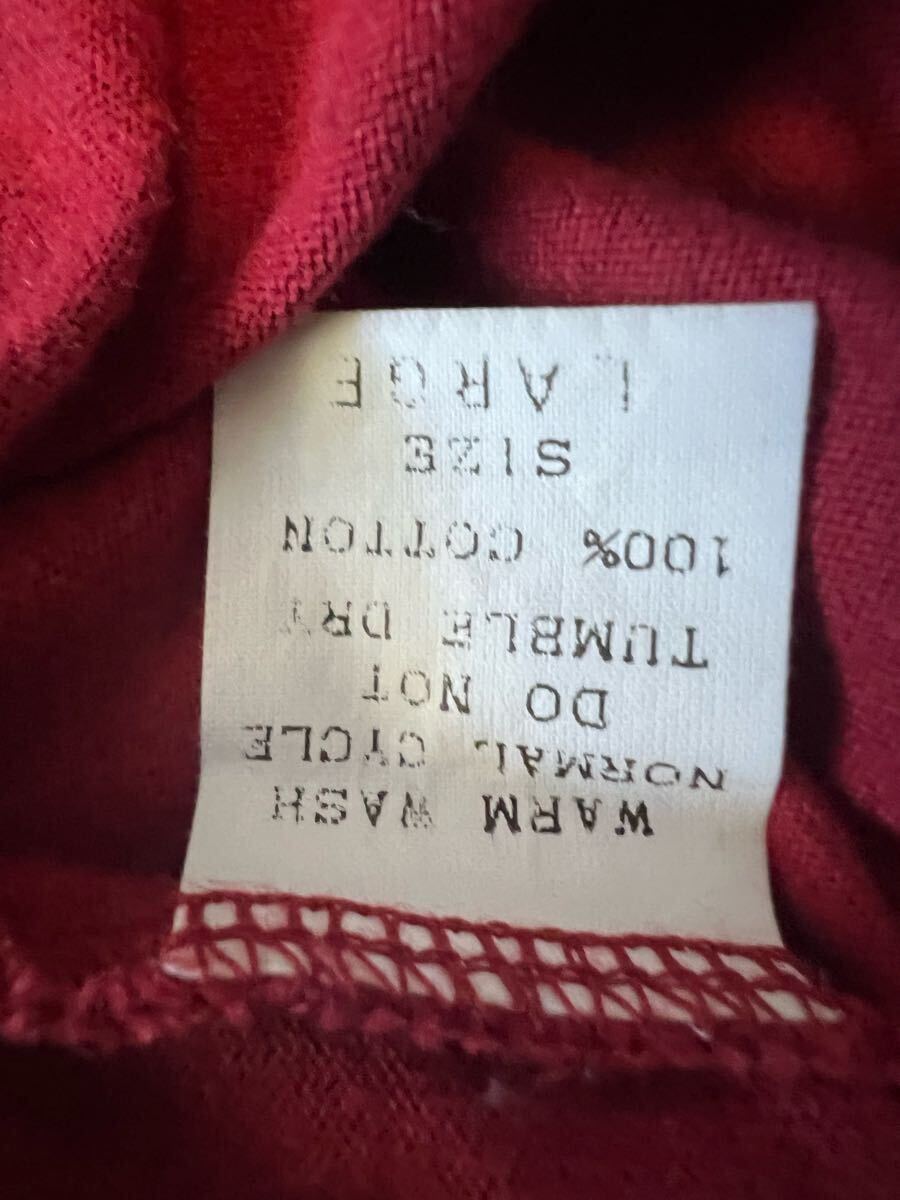 WARM WASH
NORMAL CYCLE
DO NOT
TUMBLE DRY
100% COTTON
SIZE
LARGE